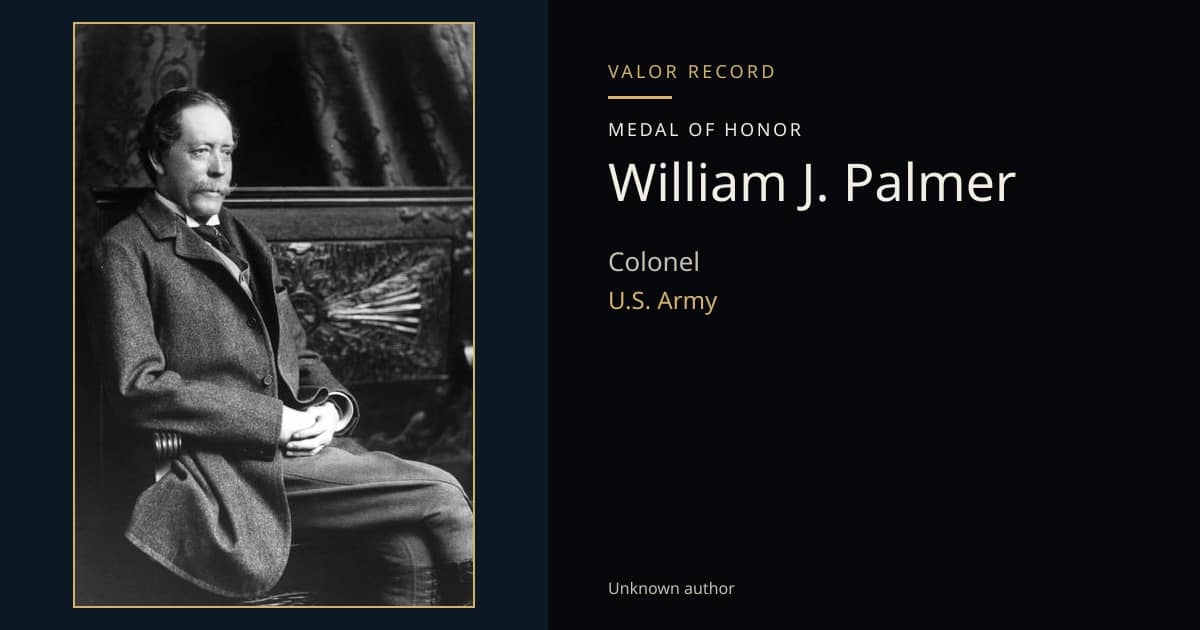 VALOR RECORD
MEDAL OF HONOR
William J. Palmer
Colonel
U.S. Army
Unknown author